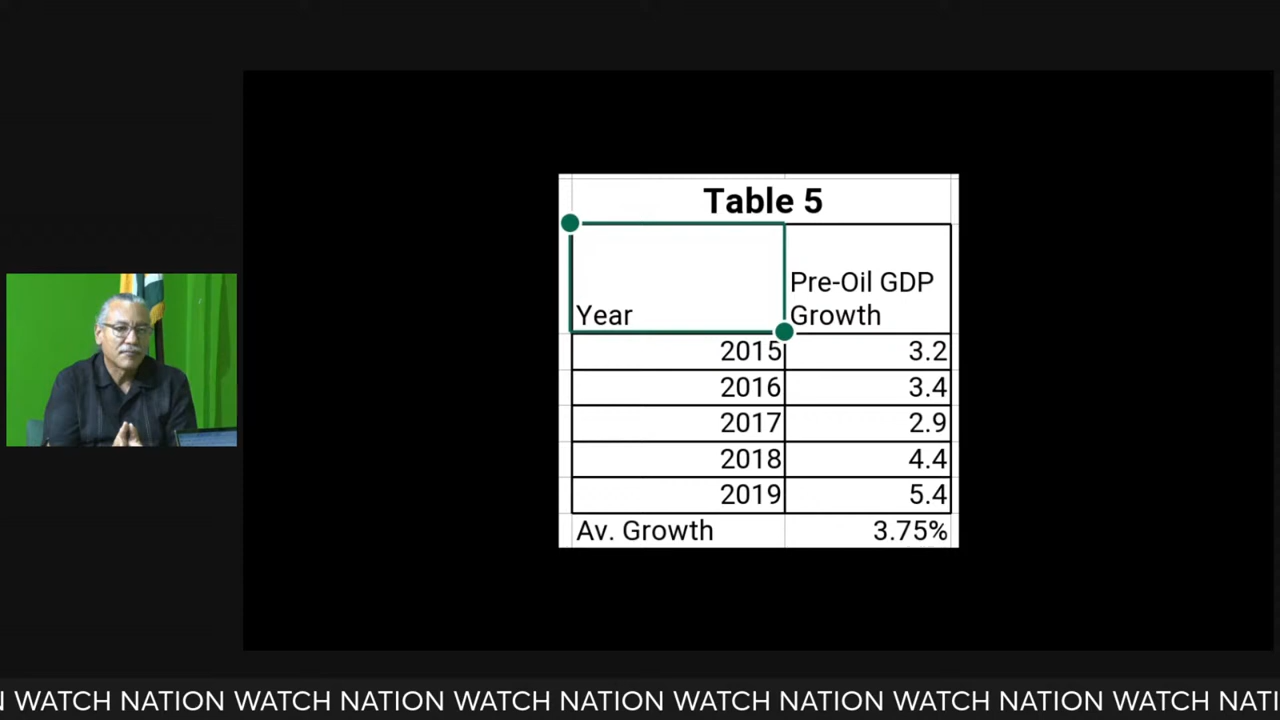 Table 5
Year
Pre-Oil GDP
Growth
2015 3.2
2016 3.4
2017 2.9
2018 4.4
2019 5.4
Av. Growth 3.75%
N WATCH NATION WATCH NATION WATCH NATION WATCH NATION WATCH NATION WATCH NATI